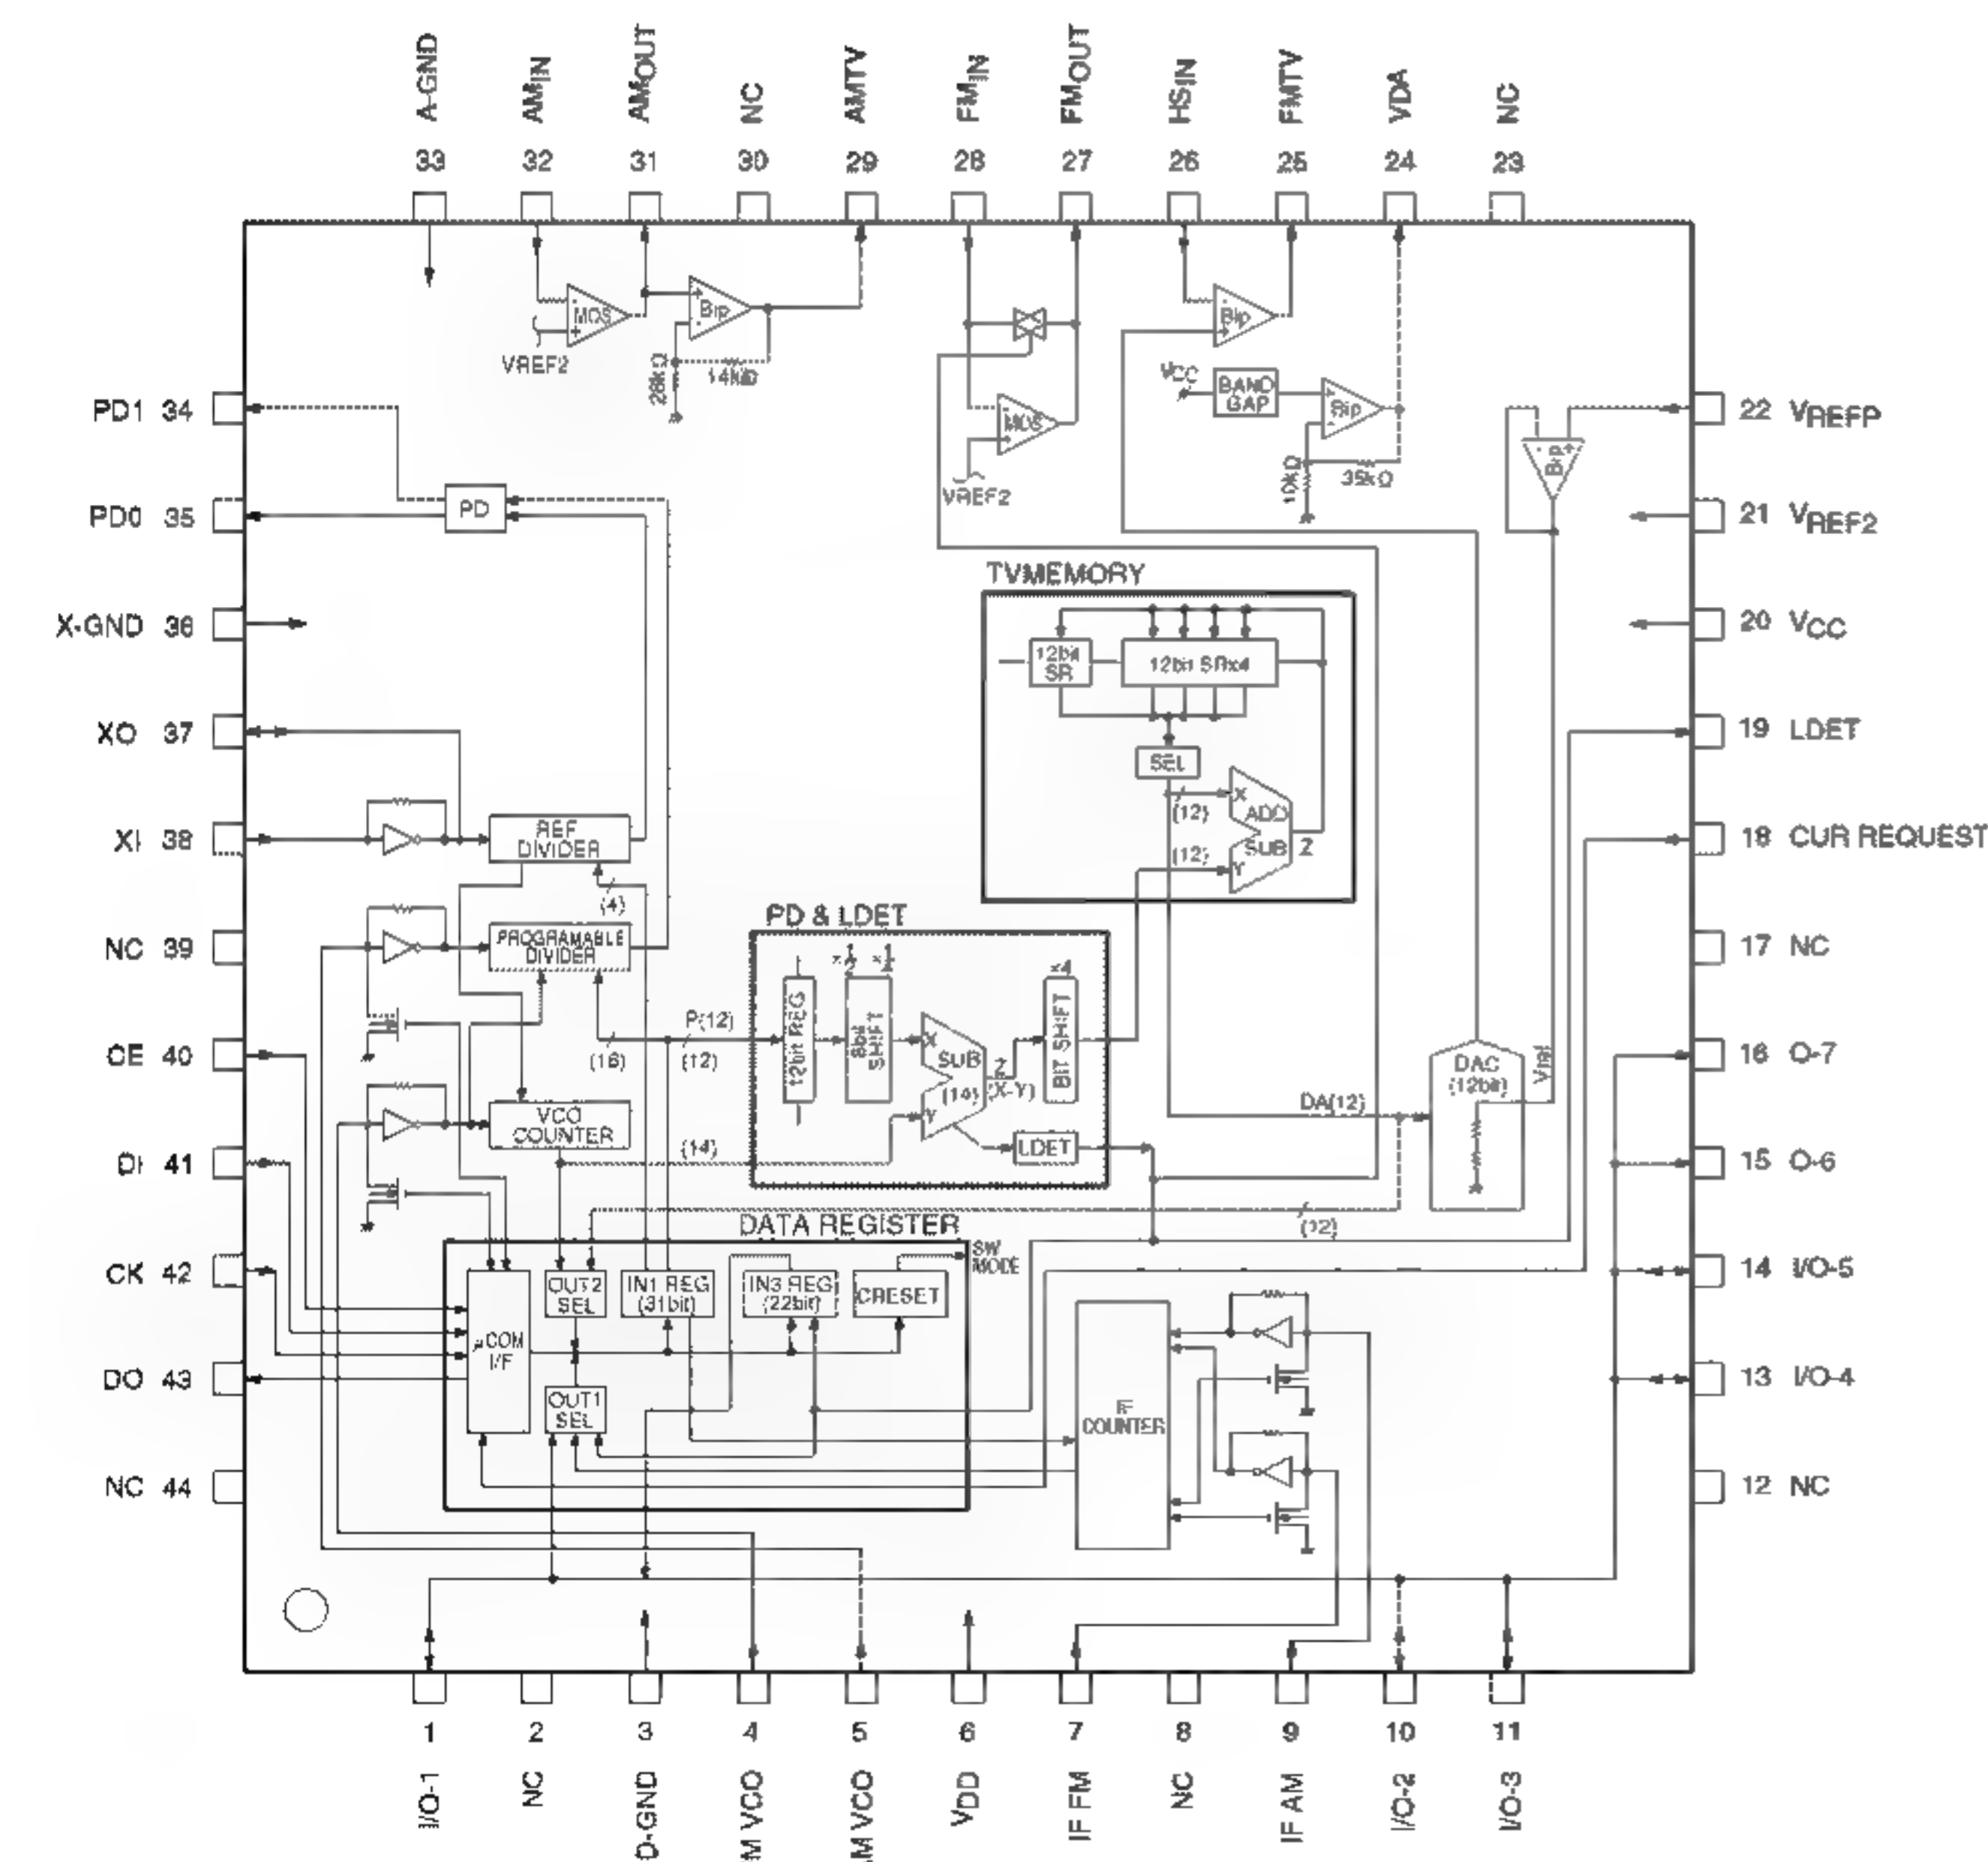 A-GND AMIN AMOUT NC AMTV FMIN FMOUT HSIN FMTV VDA NC
33 32 31 30 29 28 27 26 25 24 23
MOS
Bip
VREF2
28kΩ
14kΩ
MOS
VREF2
Bip
VCC
BAND GAP
Bip
10kΩ
35kΩ
Bip
PD1 34
PD0 35
X-GND 36
XO 37
XI 38
NC 39
CE 40
DI 41
CK 42
DO 43
NC 44
22 VREFP
21 VREF2
20 VCC
19 LDET
18 CUR REQUEST
17 NC
16 O-7
15 O-6
14 I/O-5
13 I/O-4
12 NC
PD
TVMEMORY
12bit SR
12bit SRx4
SEL
(12)
X
ADD
SUB
Z
(12)
Y
REF DIVIDER
(4)
PROGRAMABLE DIVIDER
P(12)
(16)
(12)
VCO COUNTER
(14)
PD & LDET
12bit REG
SHIFT
x4
BIT SHIFT
X
SUB
(14)
Y
Z
(X-Y)
LDET
DAC
(12bit)
Vref
DA(12)
(12)
DATA REGISTER
SW MODE
μCOM I/F
OUT2 SEL
IN1 REG
(31bit)
IN3 REG
(22bit)
CRESET
OUT1 SEL
IF COUNTER
1 2 3 4 5 6 7 8 9 10 11
I/O-1 NC D-GND M VCO M VCO VDD IF FM NC IF AM I/O-2 I/O-3